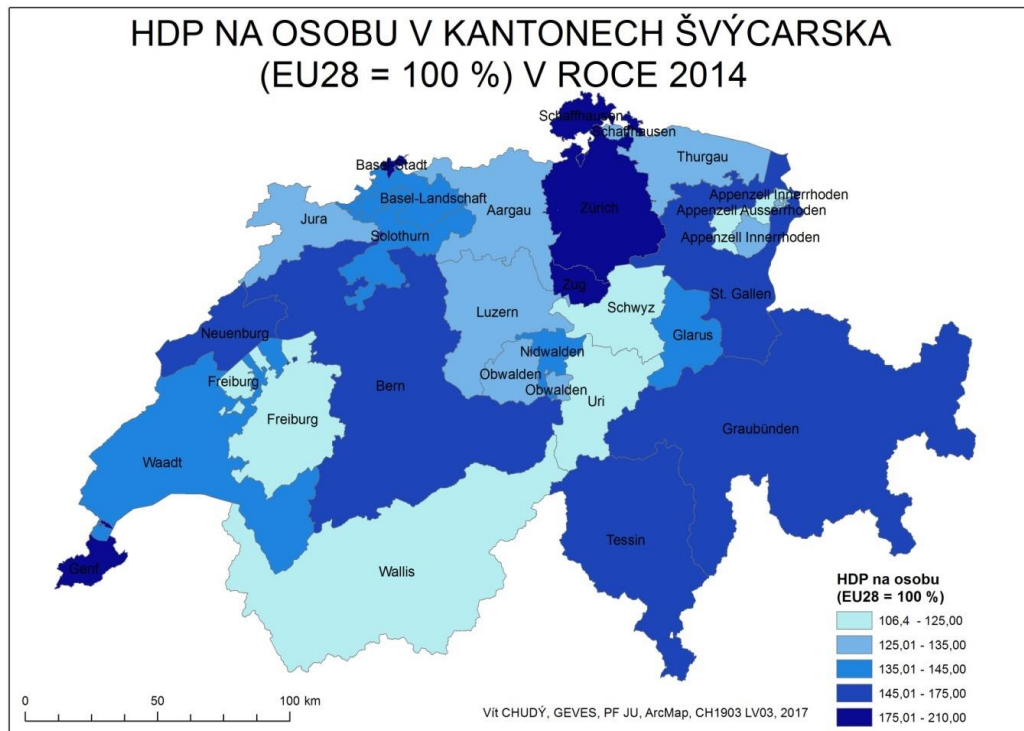 HDP NA OSOBU V KANTONECH ŠVÝCARSKA
(EU28 = 100 %) V ROCE 2014
Schaffhausen
Schaffhausen
Thurgau
Basel-Stadt
Basel-Landschaft
Aargau
Zürich
Appenzell Innerrhoden
Appenzell Ausserrhoden
Appenzell Innerrhoden
Jura
Solothurn
Zug
St. Gallen
Schwyz
Luzern
Glarus
Neuenburg
Nidwalden
Obwalden
Obwalden
Freiburg
Bern
Uri
Freiburg
Graubünden
Waadt
Tessin
Genf
Wallis
HDP na osobu
(EU28 = 100 %)
106,4 - 125,00
125,01 - 135,00
135,01 - 145,00
145,01 - 175,00
175,01 - 210,00
0 50 100 km
Vít CHUDÝ, GEVES, PF JU, ArcMap, CH1903 LV03, 2017